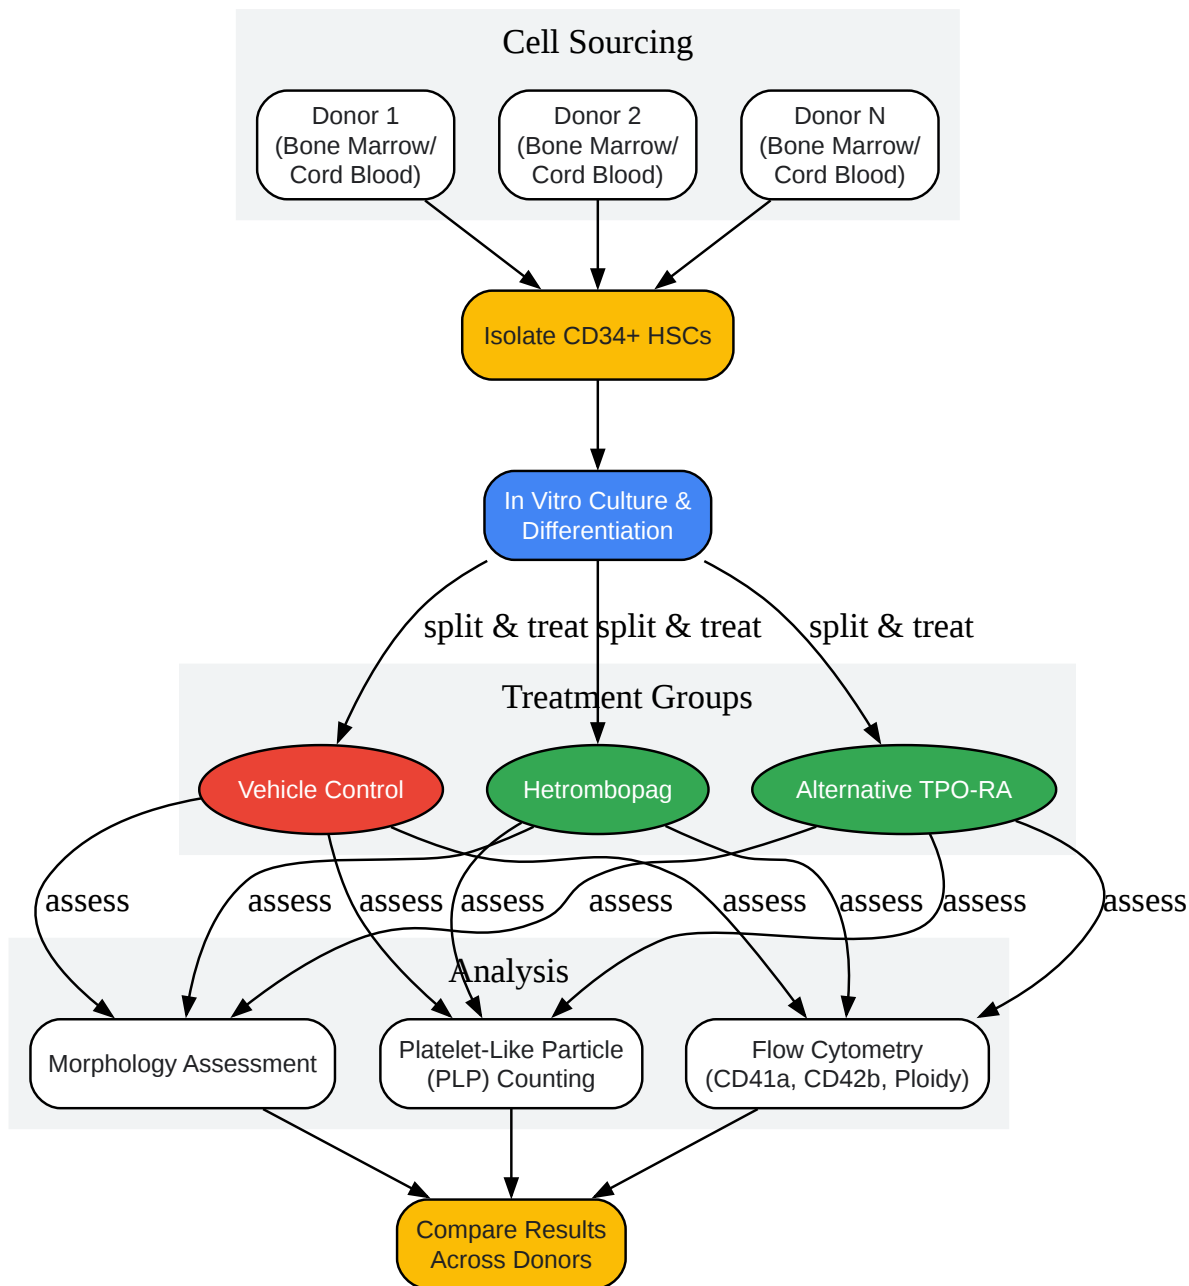 Cell Sourcing
Donor 1
(Bone Marrow/
Cord Blood)
Donor 2
(Bone Marrow/
Cord Blood)
Donor N
(Bone Marrow/
Cord Blood)
Isolate CD34+ HSCs
In Vitro Culture &
Differentiation
split & treat
split & treat
split & treat
Treatment Groups
Vehicle Control
Hetrombopag
Alternative TPO-RA
assess
assess
assess
assess
assess
assess
assess
assess
assess
Analysis
Morphology Assessment
Platelet-Like Particle
(PLP) Counting
Flow Cytometry
(CD41a, CD42b, Ploidy)
Compare Results
Across Donors